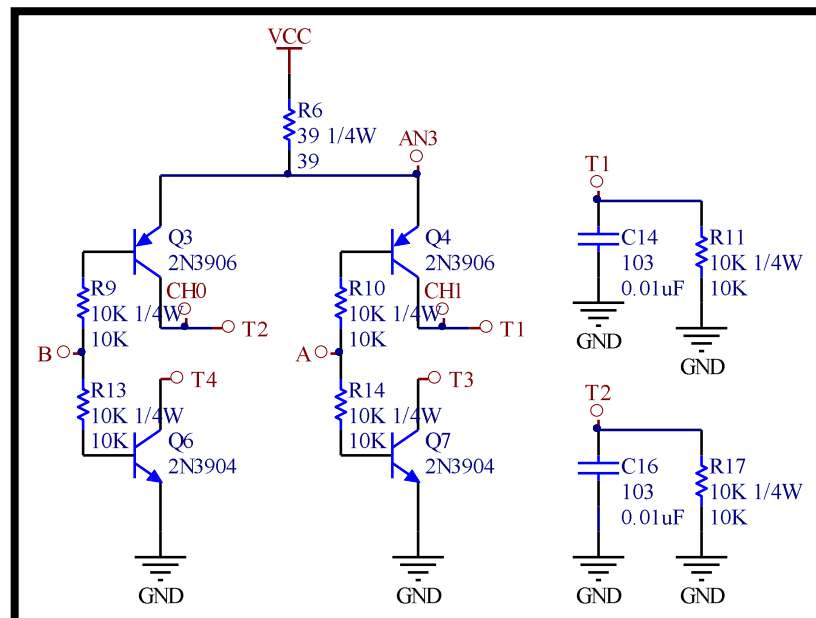 VCC
R6
39 1/4W
39
AN3
Q3
2N3906
Q4
2N3906
R9
10K 1/4W
10K
CH0
T2
R10
10K 1/4W
10K
CH1
T1
B
A
R13
10K 1/4W
10K
T4
Q6
2N3904
R14
10K 1/4W
10K
T3
Q7
2N3904
GND
GND
T1
C14
103
0.01uF
R11
10K 1/4W
10K
GND
GND
T2
C16
103
0.01uF
R17
10K 1/4W
10K
GND
GND